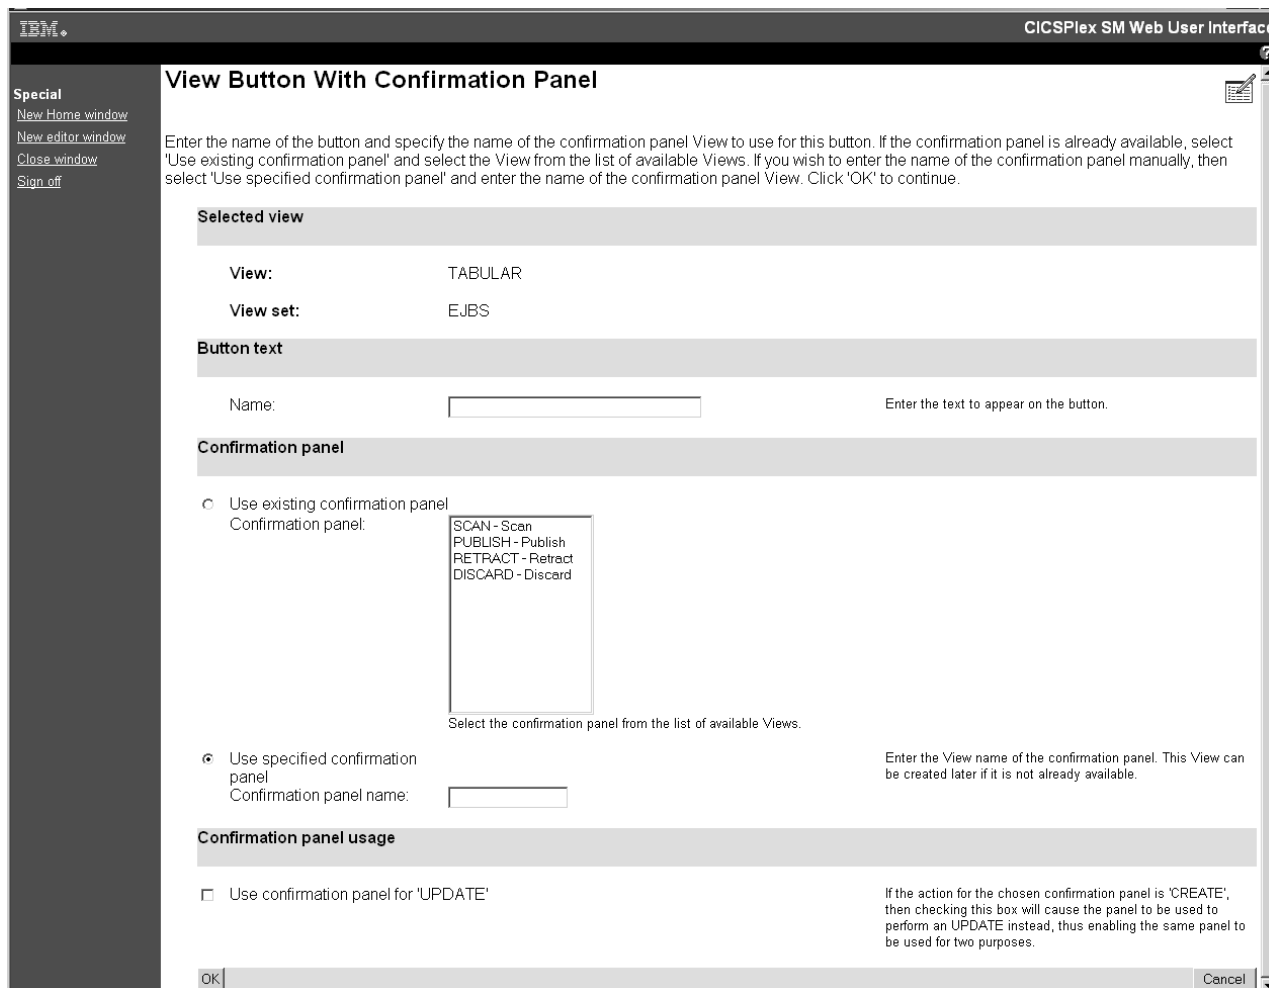 IBM.
CICSPlex SM Web User Interface
?
View Button With Confirmation Panel
Special
New Home window
New editor window
Close window
Sign off
Enter the name of the button and specify the name of the confirmation panel View to use for this button. If the confirmation panel is already available, select
'Use existing confirmation panel' and select the View from the list of available Views. If you wish to enter the name of the confirmation panel manually, then
select 'Use specified confirmation panel' and enter the name of the confirmation panel View. Click 'OK' to continue.
Selected view
View: TABULAR
View set: EJBS
Button text
Name: Enter the text to appear on the button.
Confirmation panel
Use existing confirmation panel
Confirmation panel:
SCAN - Scan
PUBLISH - Publish
RETRACT - Retract
DISCARD - Discard
Select the confirmation panel from the list of available Views.
Use specified confirmation
panel
Confirmation panel name:
Enter the View name of the confirmation panel. This View can
be created later if it is not already available.
Confirmation panel usage
Use confirmation panel for 'UPDATE'
If the action for the chosen confirmation panel is 'CREATE',
then checking this box will cause the panel to be used to
perform an UPDATE instead, thus enabling the same panel to
be used for two purposes.
OK Cancel